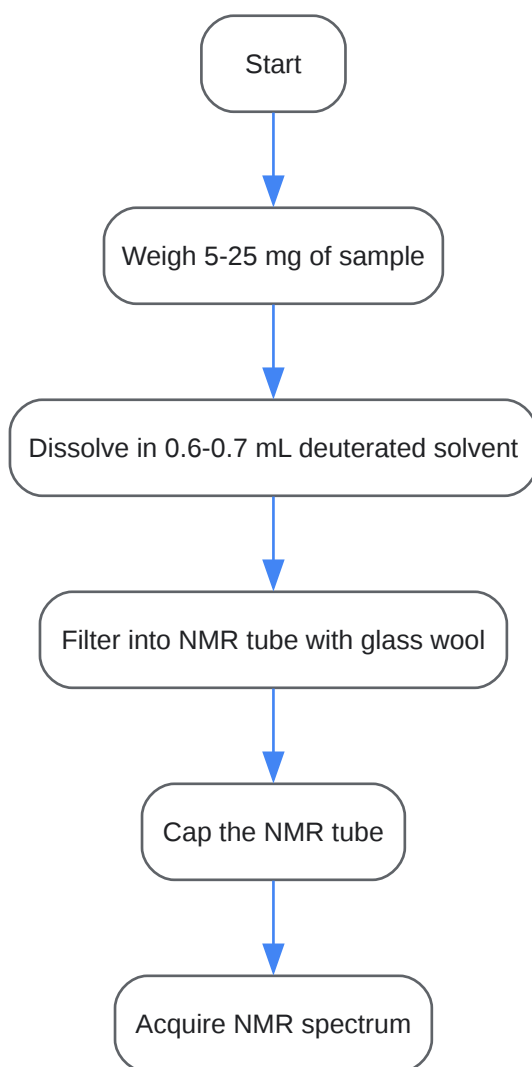 Start
Weigh 5-25 mg of sample
Dissolve in 0.6-0.7 mL deuterated solvent
Filter into NMR tube with glass wool
Cap the NMR tube
Acquire NMR spectrum